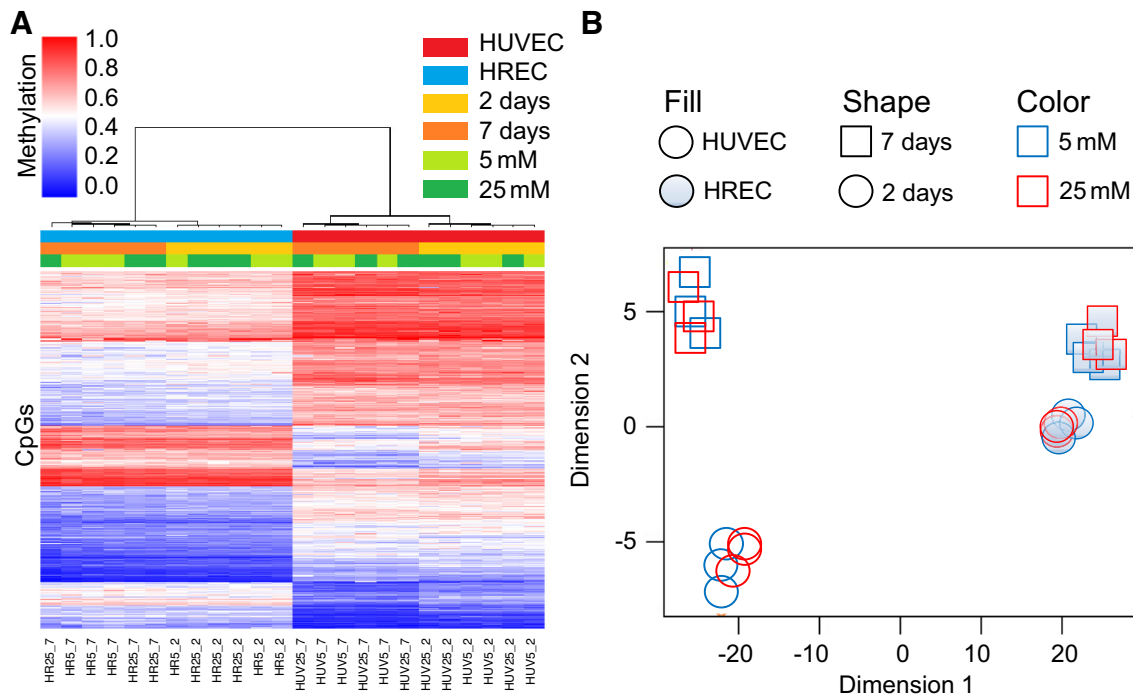 A
Methylation
1.0
0.8
0.6
0.4
0.2
0.0
HUVEC
HREC
2 days
7 days
5 mM
25 mM
CpGs
HR25_7
HR5_7
HR5_7
HR5_7
HR25_7
HR25_7
HR5_2
HR25_2
HR25_2
HR25_2
HR5_2
HR5_2
HUV25_7
HUV5_7
HUV5_7
HUV25_7
HUV5_7
HUV25_7
HUV25_2
HUV25_2
HUV5_2
HUV5_2
HUV25_2
HUV5_2
B
Fill
Shape
Color
HUVEC
7 days
5 mM
HREC
2 days
25 mM
Dimension 2
5
0
-5
-20
-10
0
10
20
Dimension 1